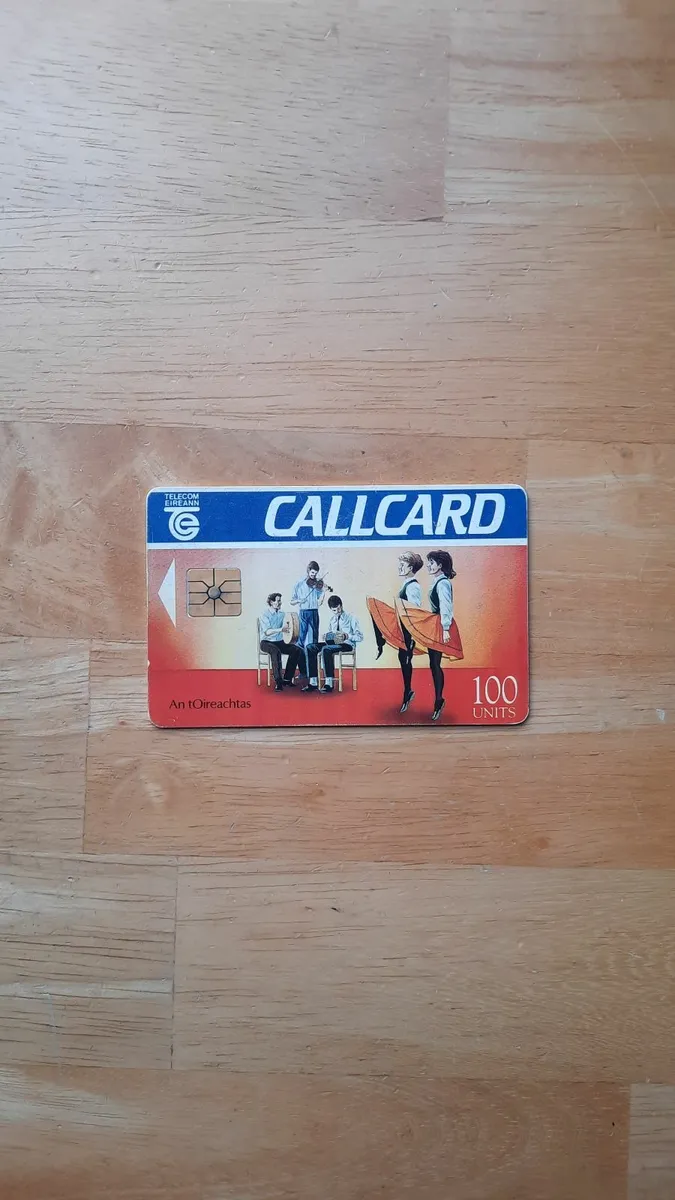 TELECOM
EIREANN
CALLCARD
An tOireachtas
100
UNITS